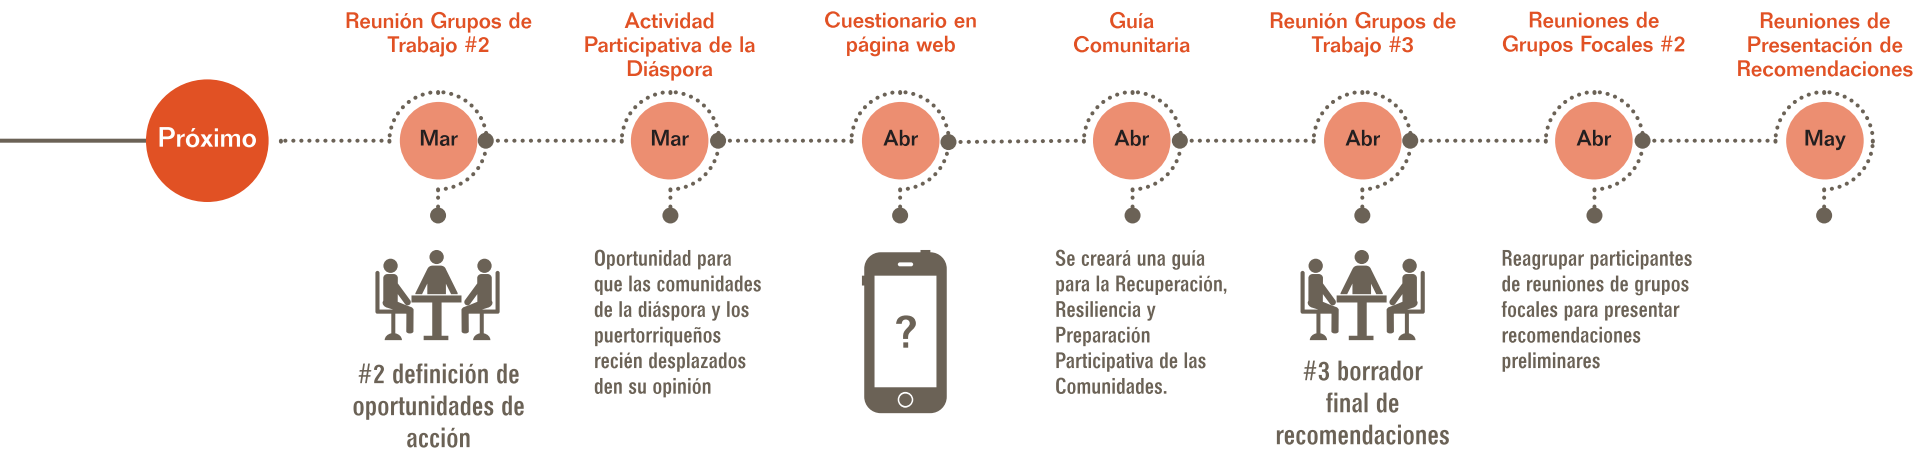 Próximo
Reunión Grupos de
Trabajo #2
Mar
#2 definición de
oportunidades de
acción
Actividad
Participativa de la
Diáspora
Mar
Oportunidad para
que las comunidades
de la diáspora y los
puertorriqueños
recién desplazados
den su opinión
Cuestionario en
página web
Abr
?
Guía
Comunitaria
Abr
Se creará una guía
para la Recuperación,
Resiliencia y
Preparación
Participativa de las
Comunidades.
Reunión Grupos de
Trabajo #3
Abr
#3 borrador
final de
recomendaciones
Reuniones de
Grupos Focales #2
Abr
Reagrupar participantes
de reuniones de grupos
focales para presentar
recomendaciones
preliminares
Reuniones de
Presentación de
Recomendaciones
May